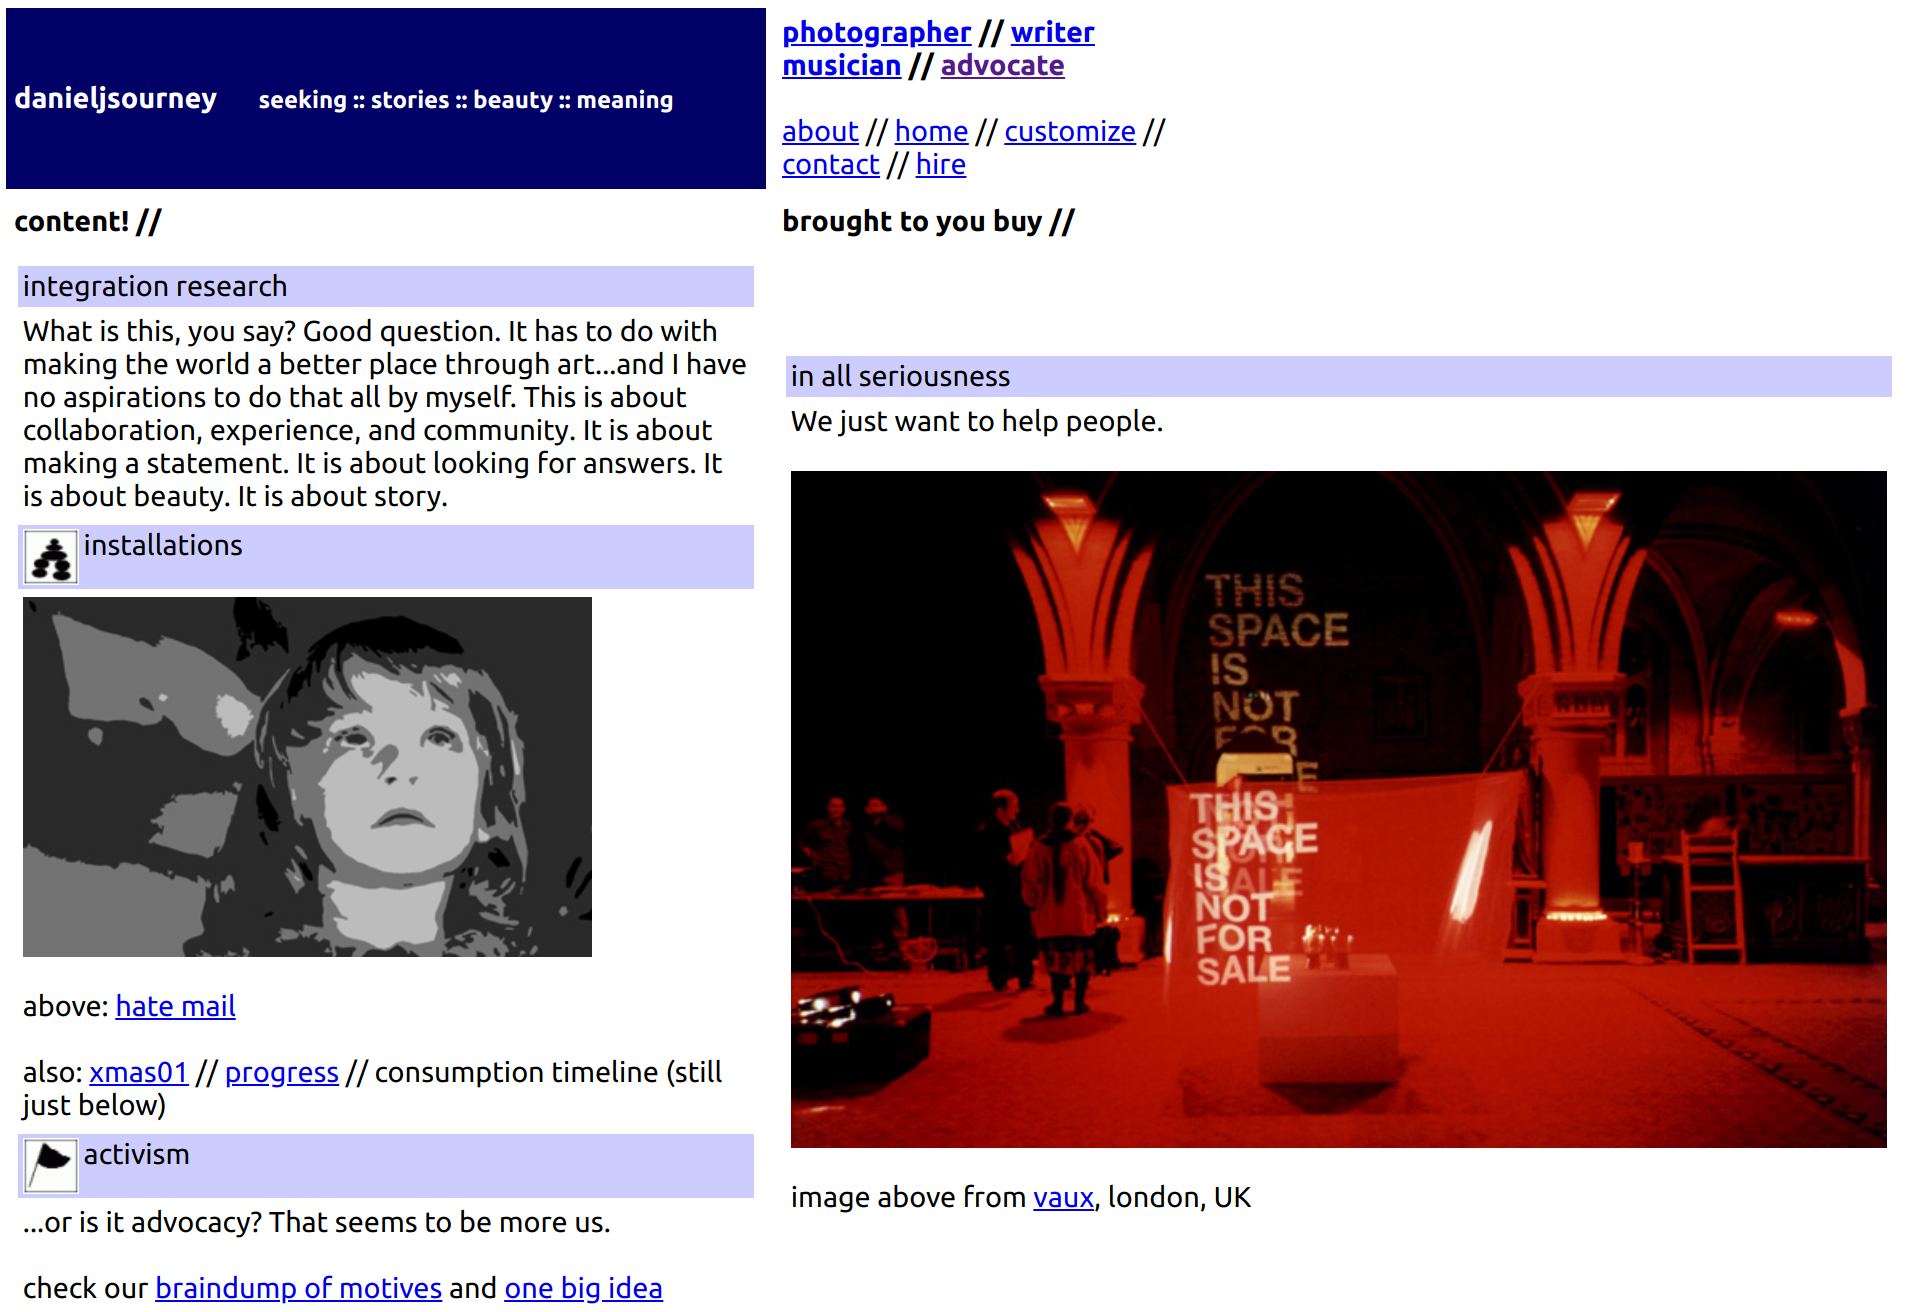 danieljsourney seeking :: stories :: beauty :: meaning
photographer // writer
musician // advocate
about // home // customize //
contact // hire
content! //
integration research
What is this, you say? Good question. It has to do with
making the world a better place through art...and I have
no aspirations to do that all by myself. This is about
collaboration, experience, and community. It is about
making a statement. It is about looking for answers. It
is about beauty. It is about story.
installations
above: hate mail
also: xmas01 // progress // consumption timeline (still
just below)
activism
...or is it advocacy? That seems to be more us.
check our braindump of motives and one big idea
brought to you buy //
in all seriousness
We just want to help people.
THIS
SPACE
IS
NOT
FOR
THIS
SPACE
IS
NOT
FOR
SALE
image above from vaux, london, UK